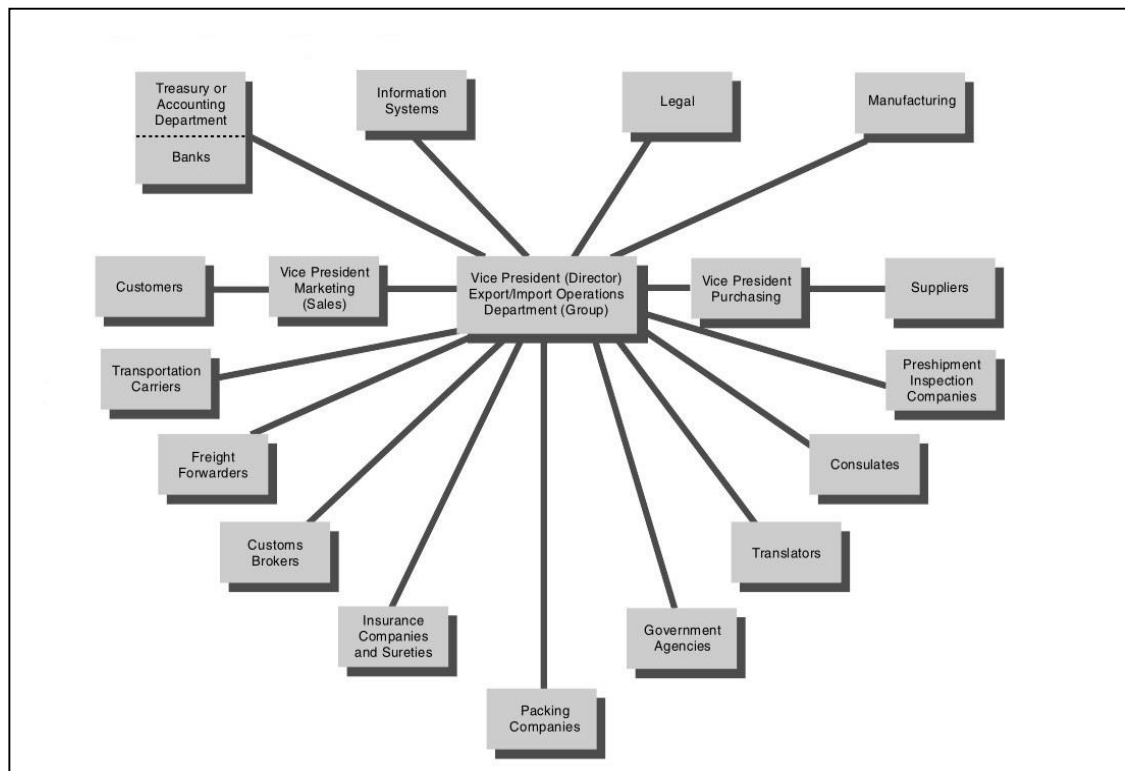 Treasury or
Accounting
Department
Banks
Information
Systems
Legal
Manufacturing
Customers
Vice President
Marketing
(Sales)
Vice President (Director)
Export/Import Operations
Department (Group)
Vice President
Purchasing
Suppliers
Transportation
Carriers
Preshipment
Inspection
Companies
Freight
Forwarders
Consulates
Customs
Brokers
Translators
Insurance
Companies
and Sureties
Government
Agencies
Packing
Companies